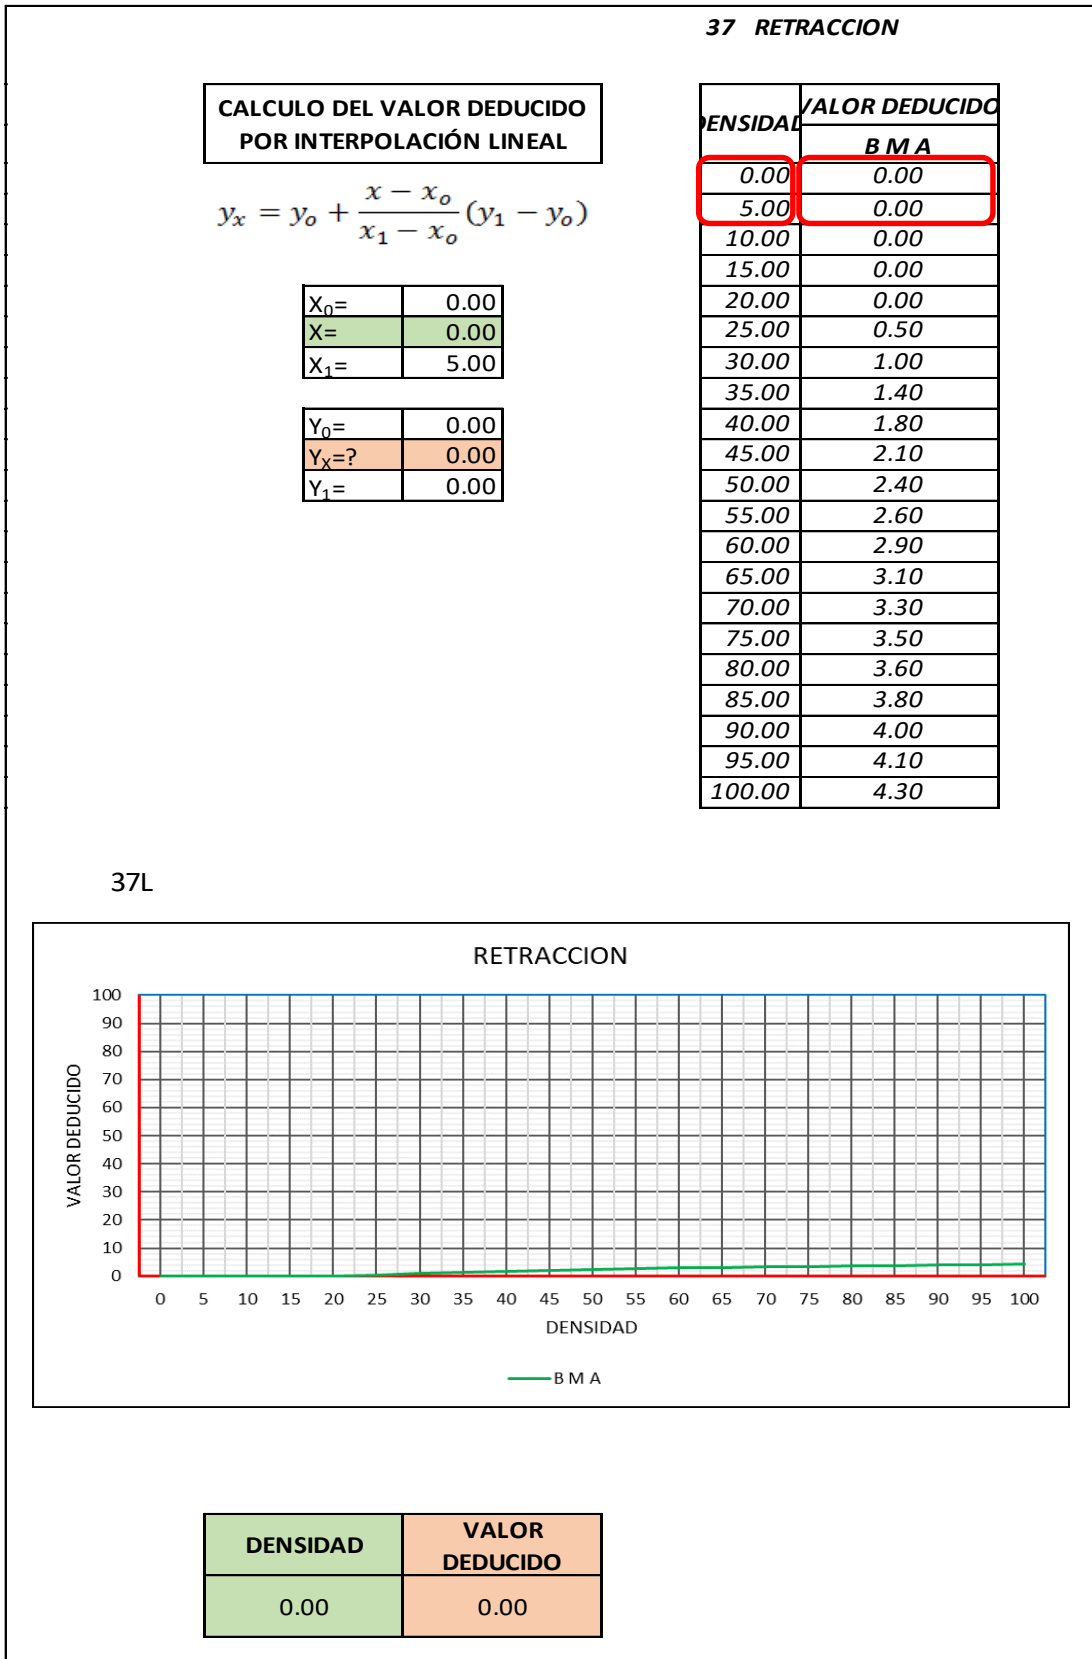 37 RETRACCION
CALCULO DEL VALOR DEDUCIDO
POR INTERPOLACIÓN LINEAL
yₓ = yₒ + (x − xₒ)/(x₁ − xₒ) (y₁ − yₒ)
X₀= 0.00
X= 0.00
X₁= 5.00
Y₀= 0.00
Yₓ=? 0.00
Y₁= 0.00
DENSIDAD VALOR DEDUCIDO
B M A
0.00 0.00
5.00 0.00
10.00 0.00
15.00 0.00
20.00 0.00
25.00 0.50
30.00 1.00
35.00 1.40
40.00 1.80
45.00 2.10
50.00 2.40
55.00 2.60
60.00 2.90
65.00 3.10
70.00 3.30
75.00 3.50
80.00 3.60
85.00 3.80
90.00 4.00
95.00 4.10
100.00 4.30
37L
RETRACCION
VALOR DEDUCIDO
100
90
80
70
60
50
40
30
20
10
0
0 5 10 15 20 25 30 35 40 45 50 55 60 65 70 75 80 85 90 95 100
DENSIDAD
B M A
DENSIDAD VALOR
DEDUCIDO
0.00 0.00